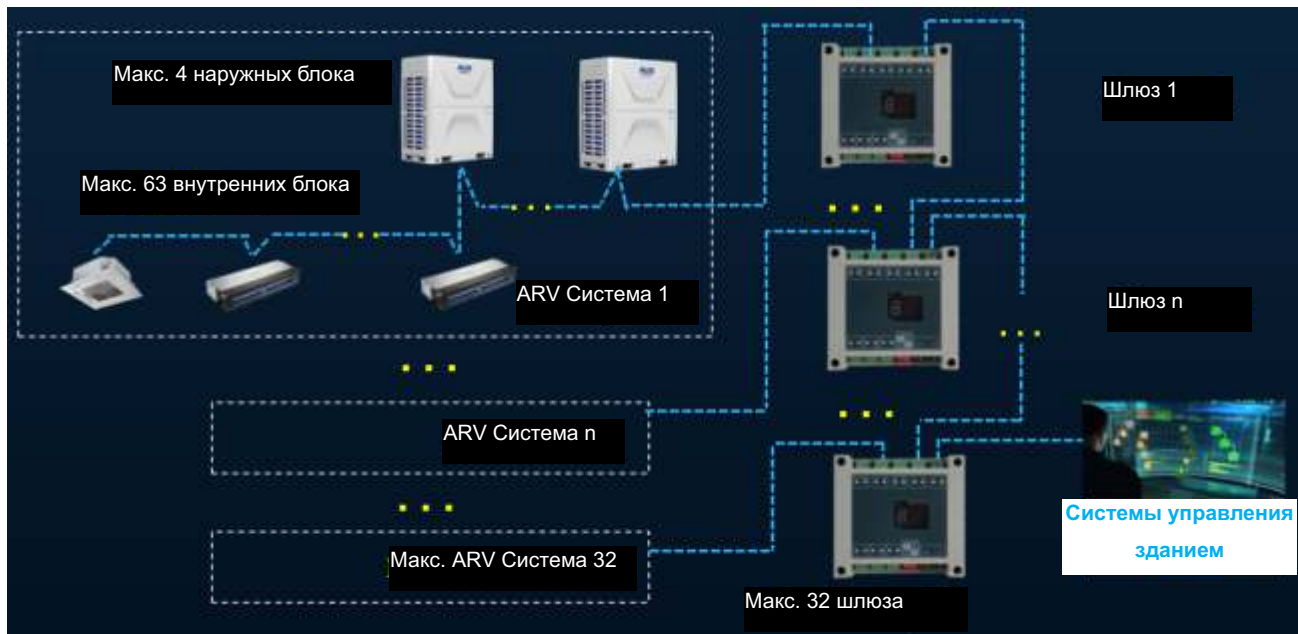 Макс. 4 наружных блока
Шлюз 1
Макс. 63 внутренних блока
ARV Система 1
Шлюз n
ARV Система n
Макс. ARV Система 32
Системы управления
зданием
Макс. 32 шлюза